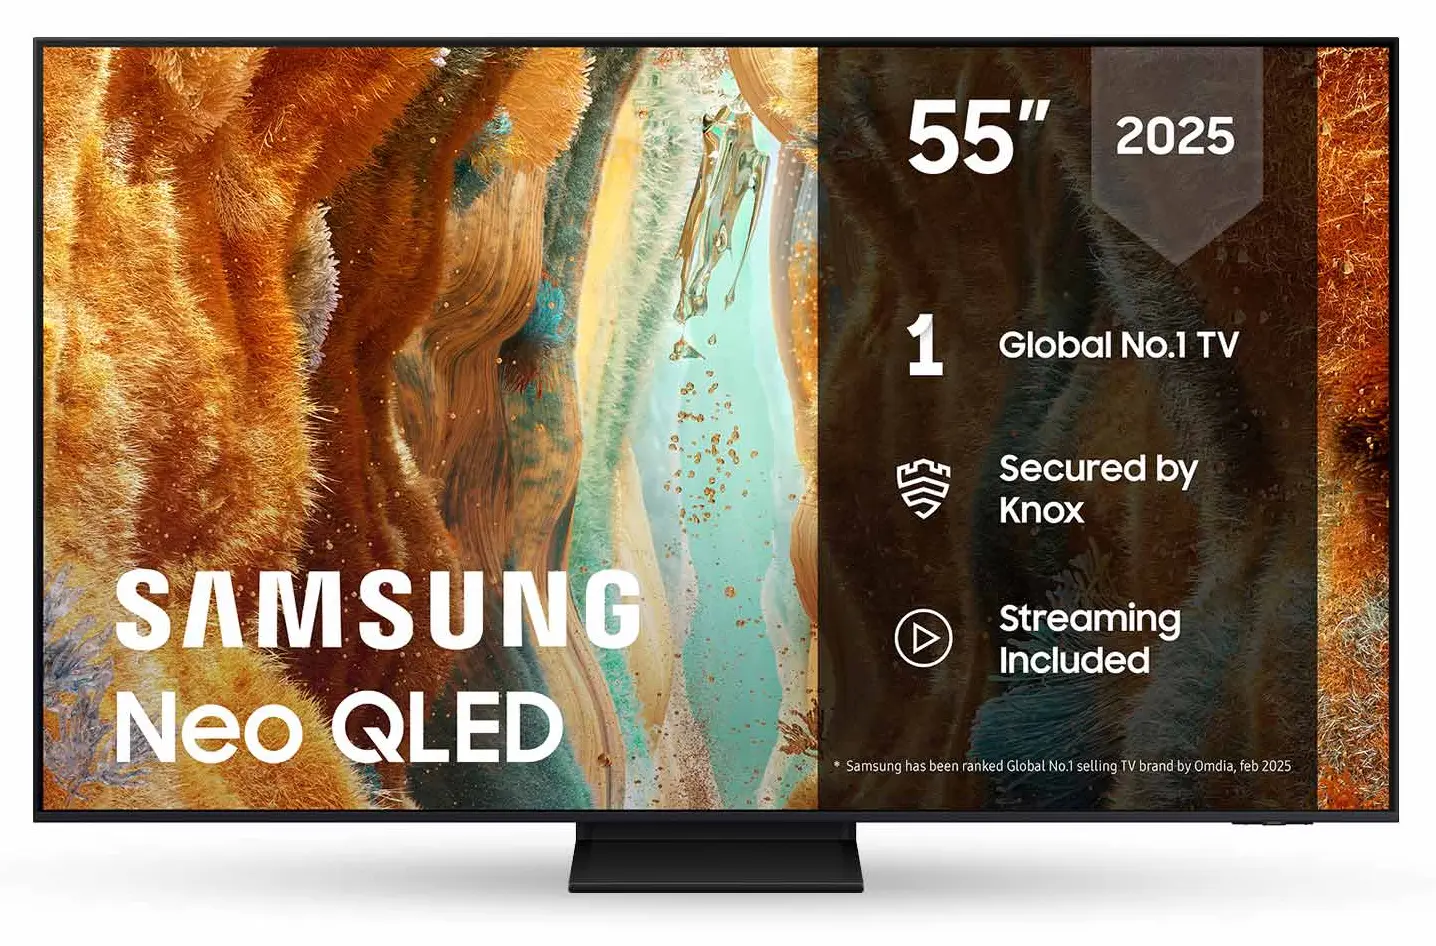 SAMSUNG
Neo QLED
55"
2025
1
Global No.1 TV
Secured by
Knox
Streaming
Included
* Samsung has been ranked Global No.1 selling TV brand by Omdia, feb 2025